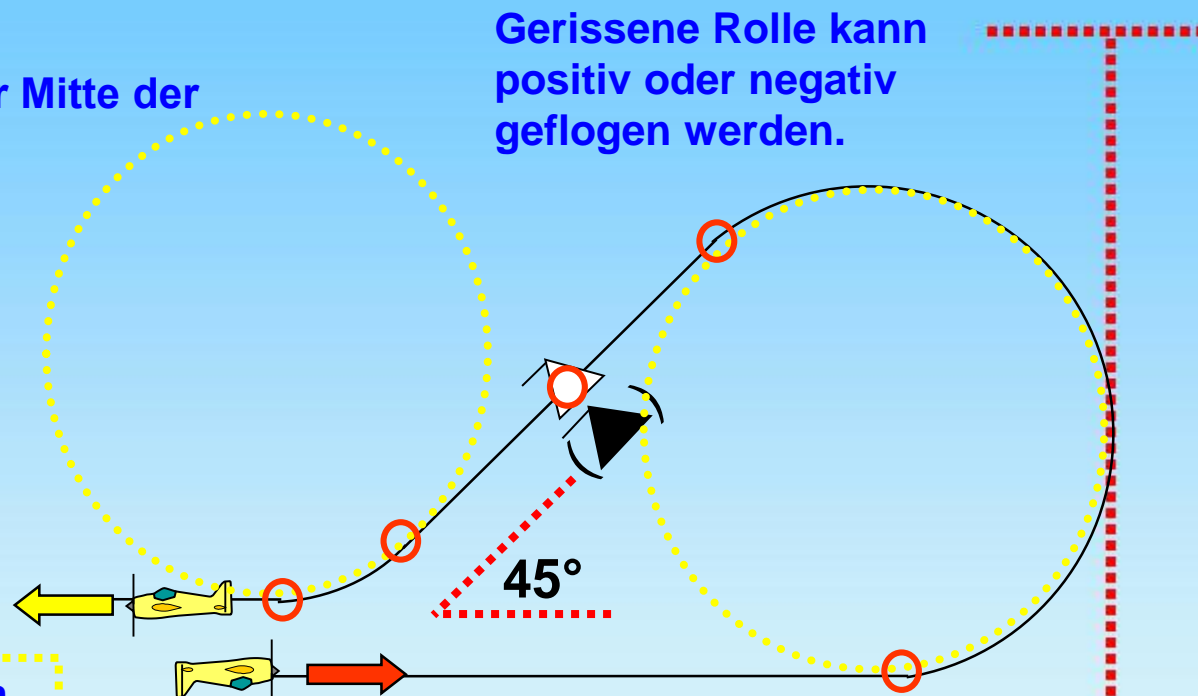 Gerissene Rolle kann
positiv oder negativ
geflogen werden.
Mitte der
45°